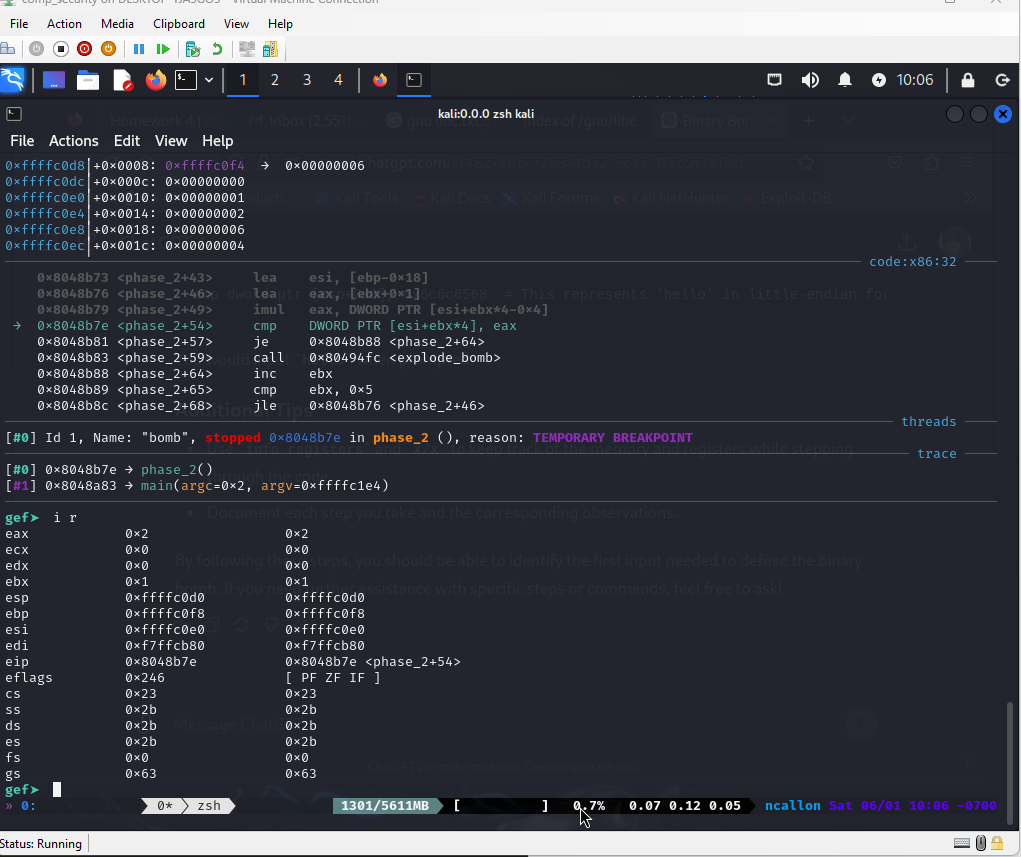 comp_security on DESKTOP
Virtual Machine Connection
File Action Media Clipboard View Help
1 2 3 4 10:06
kali:0.0.0 zsh kali
File Actions Edit View Help
0×ffffc0d8│+0×0008: 0×ffffc0f4 → 0×00000006
0×ffffc0dc│+0×000c: 0×00000000
0×ffffc0e0│+0×0010: 0×00000001
0×ffffc0e4│+0×0014: 0×00000002
0×ffffc0e8│+0×0018: 0×00000006
0×ffffc0ec│+0×001c: 0×00000004
code:x86:32
0×8048b73 <phase_2+43> lea esi, [ebp-0×18]
0×8048b76 <phase_2+46> lea eax, [ebx+0×1]
0×8048b79 <phase_2+49> imul eax, DWORD PTR [esi+ebx*4-0×4]
→ 0×8048b7e <phase_2+54> cmp DWORD PTR [esi+ebx*4], eax
0×8048b81 <phase_2+57> je 0×8048b88 <phase_2+64>
0×8048b83 <phase_2+59> call 0×80494fc <explode_bomb>
0×8048b88 <phase_2+64> inc ebx
0×8048b89 <phase_2+65> cmp ebx, 0×5
0×8048b8c <phase_2+68> jle 0×8048b76 <phase_2+46>
Additional Tips
threads
[#0] Id 1, Name: "bomb", stopped 0×8048b7e in phase_2 (), reason: TEMPORARY BREAKPOINT
trace
[#0] 0×8048b7e → phase_2()
[#1] 0×8048a83 → main(argc=0×2, argv=0×ffffc1e4)
Document each step you take and the corresponding observations.
gef➤ i r
eax 0×2 0×2
ecx 0×0 0×0
edx 0×0 0×0
ebx 0×1 0×1
esp 0×ffffc0d0 0×ffffc0d0
ebp 0×ffffc0f8 0×ffffc0f8
esi 0×ffffc0e0 0×ffffc0e0
edi 0×f7ffcb80 0×f7ffcb80
eip 0×8048b7e 0×8048b7e <phase_2+54>
eflags 0×246 [ PF ZF IF ]
cs 0×23 0×23
ss 0×2b 0×2b
ds 0×2b 0×2b
es 0×2b 0×2b
fs 0×0 0×0
gs 0×63 0×63
gef➤
» 0: 0* zsh 1301/5611MB [ ] 0.7% 0.07 0.12 0.05 ncallon Sat 06/01 10:06 -0700
Status: Running